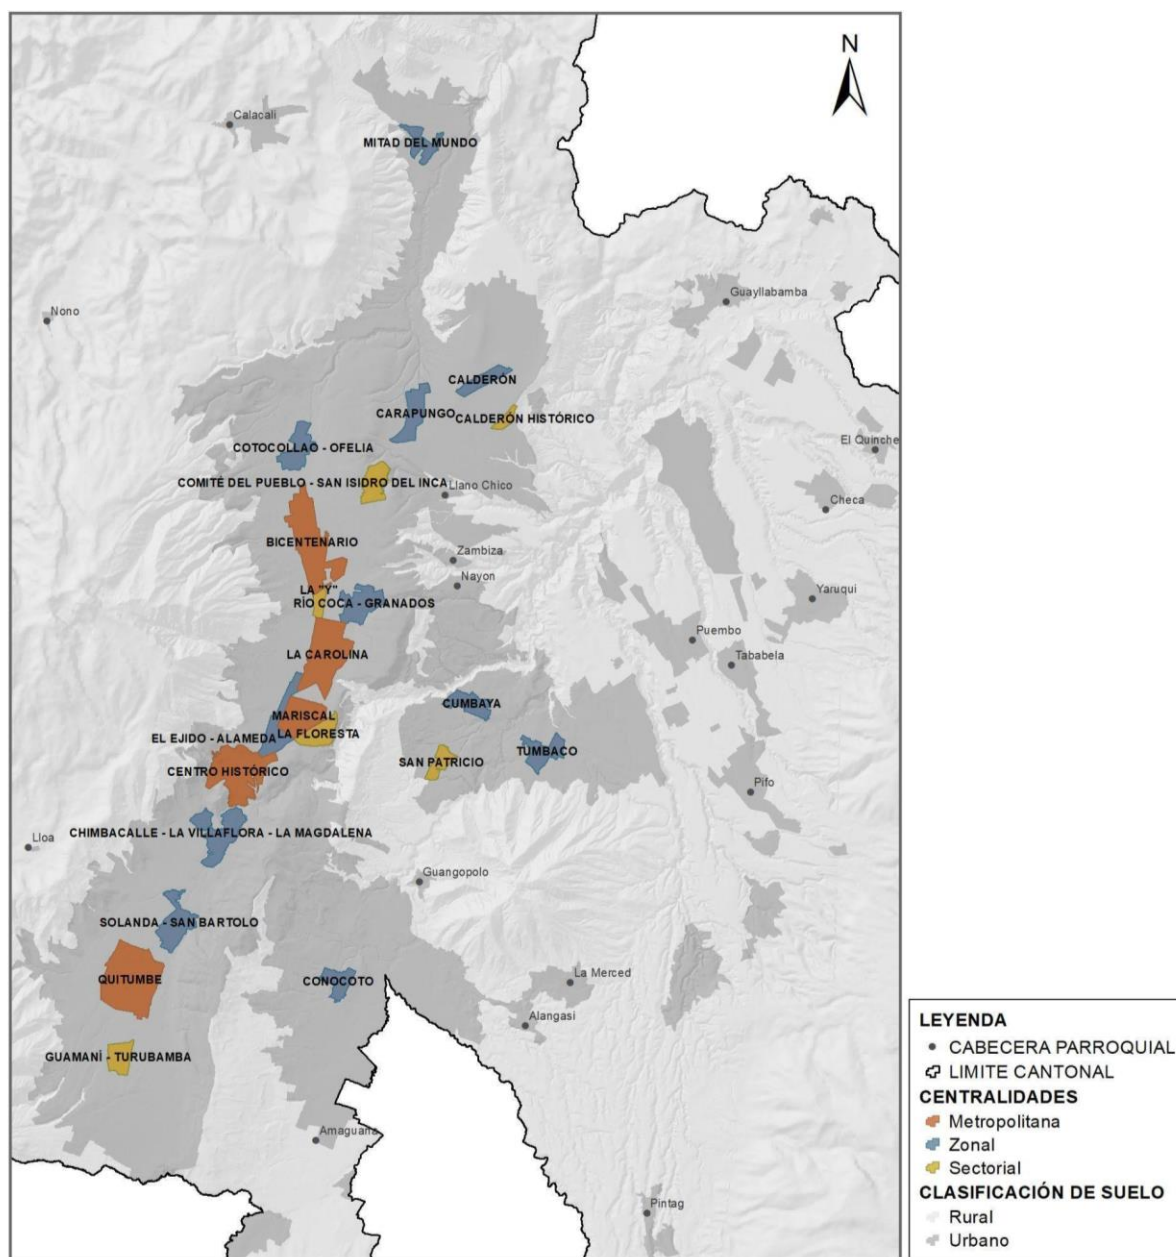 N
Calacali
MITAD DEL MUNDO
Guayllabamba
Nono
CALDERÓN
CARAPUNGO
CALDERÓN HISTÓRICO
El Quinche
COTOCOLLAO - OFELIA
COMITÉ DEL PUEBLO - SAN ISIDRO DEL INCA
Llano Chico
Checa
BICENTENARIO
Zambiza
Nayon
LA "Y"
RÍO COCA - GRANADOS
Yaruqui
Puembo
LA CAROLINA
Tababela
CUMBAYA
MARISCAL
EL EJIDO - ALAMEDA
LA FLORESTA
TUMBACO
SAN PATRICIO
CENTRO HISTÓRICO
Pifo
CHIMBACALLE - LA VILLAFLORA - LA MAGDALENA
Lloa
Guangopolo
SOLANDA - SAN BARTOLO
QUITUMBE
CONOCOTO
La Merced
Alangasi
GUAMANÍ - TURUBAMBA
Amaguana
Pintag
LEYENDA
CABECERA PARROQUIAL
LIMITE CANTONAL
CENTRALIDADES
Metropolitana
Zonal
Sectorial
CLASIFICACIÓN DE SUELO
Rural
Urbano